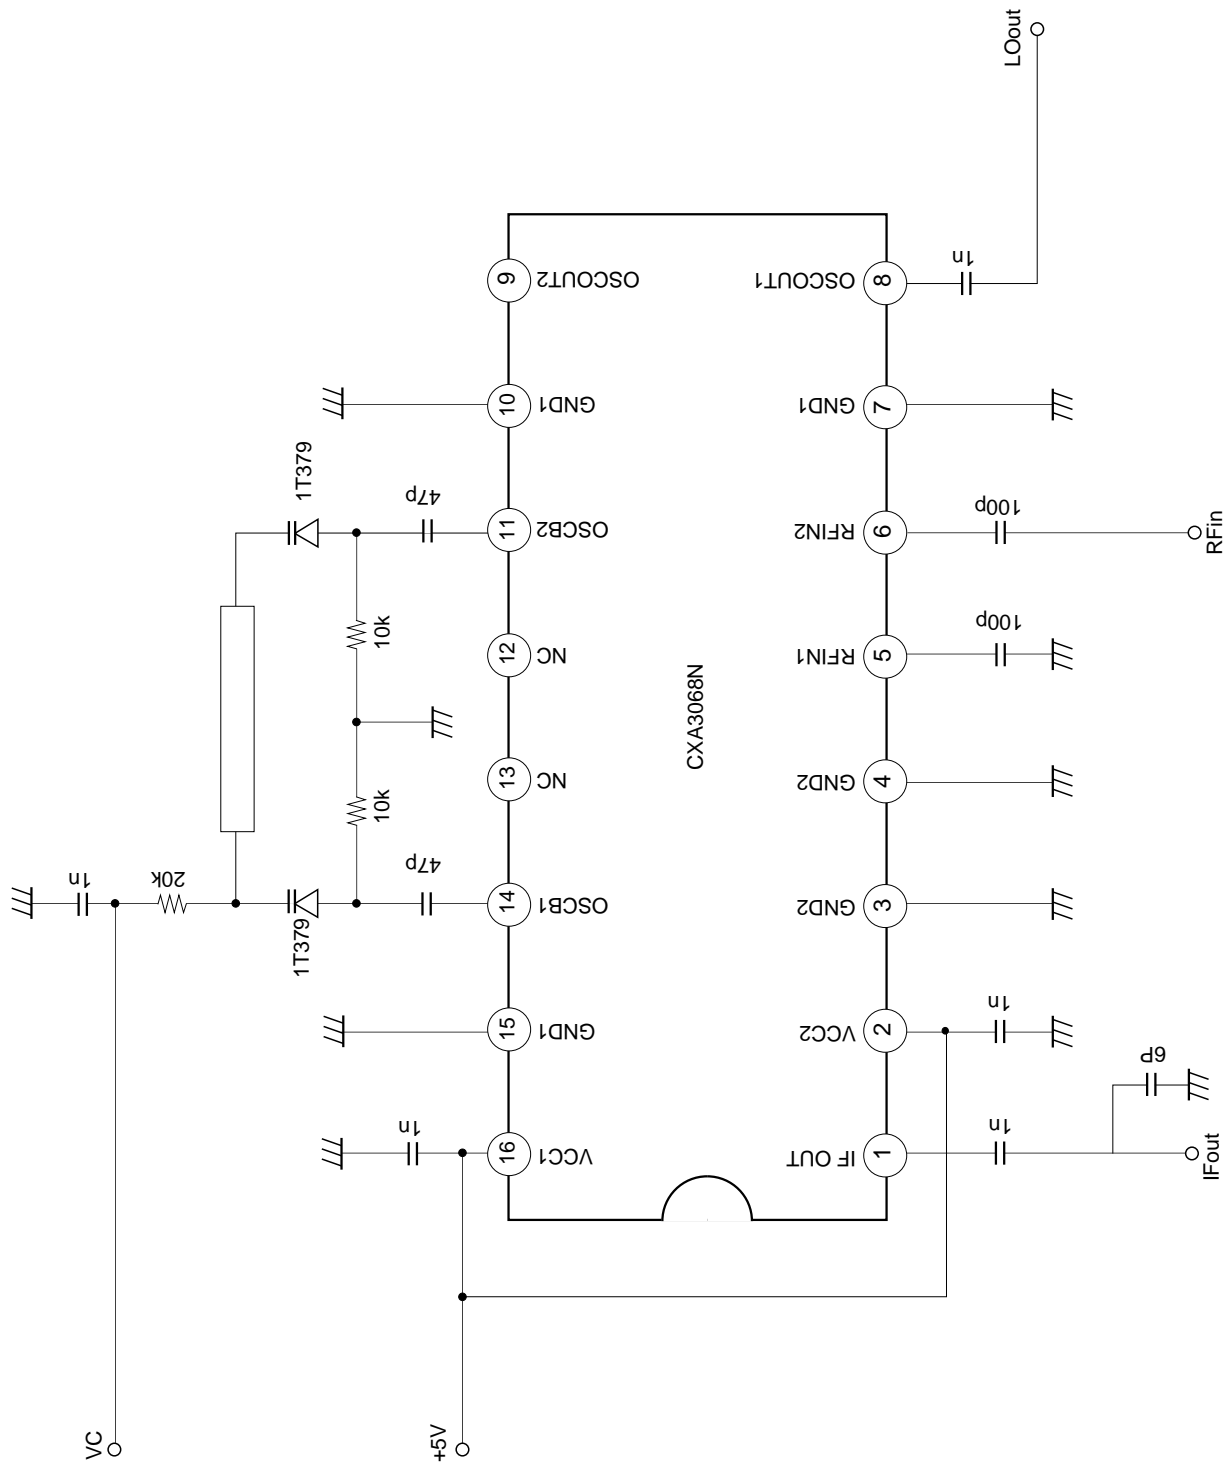 LOout
9
OSCOUT2
OSCOUT1
8
1n
10
GND1
GND1
7
1T379
47p
11
OSCB2
RFIN2
6
100p
RFin
10k
12
NC
RFIN1
5
100p
CXA3068N
10k
13
NC
GND2
4
1n
20k
1T379
47p
14
OSCB1
GND2
3
15
GND1
VCC2
2
1n
6P
1n
16
VCC1
IF OUT
1
1n
IFout
VC
+5V